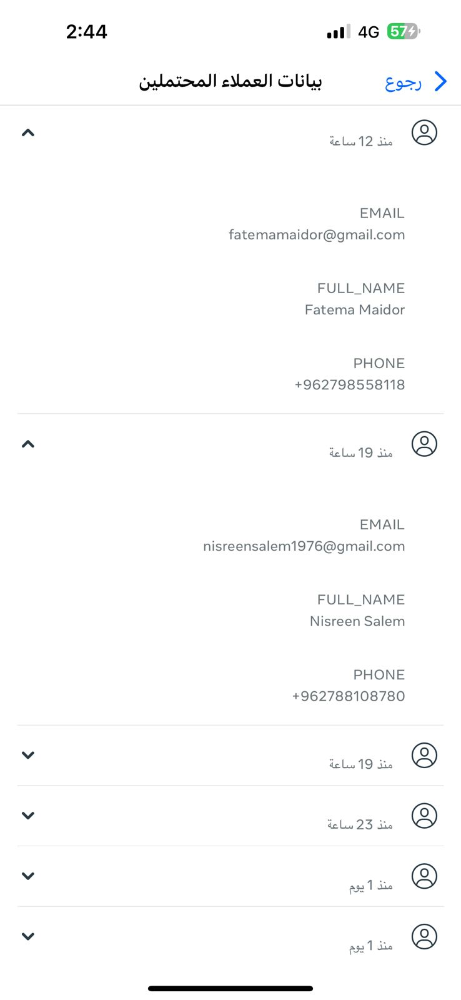 2:44
4G
57
رجوع
بيانات العملاء المحتملين
منذ 12 ساعة
EMAIL
fatemamaidor@gmail.com
FULL_NAME
Fatema Maidor
PHONE
+962798558118
منذ 19 ساعة
EMAIL
nisreensalem1976@gmail.com
FULL_NAME
Nisreen Salem
PHONE
+962788108780
منذ 19 ساعة
منذ 23 ساعة
منذ 1 يوم
منذ 1 يوم